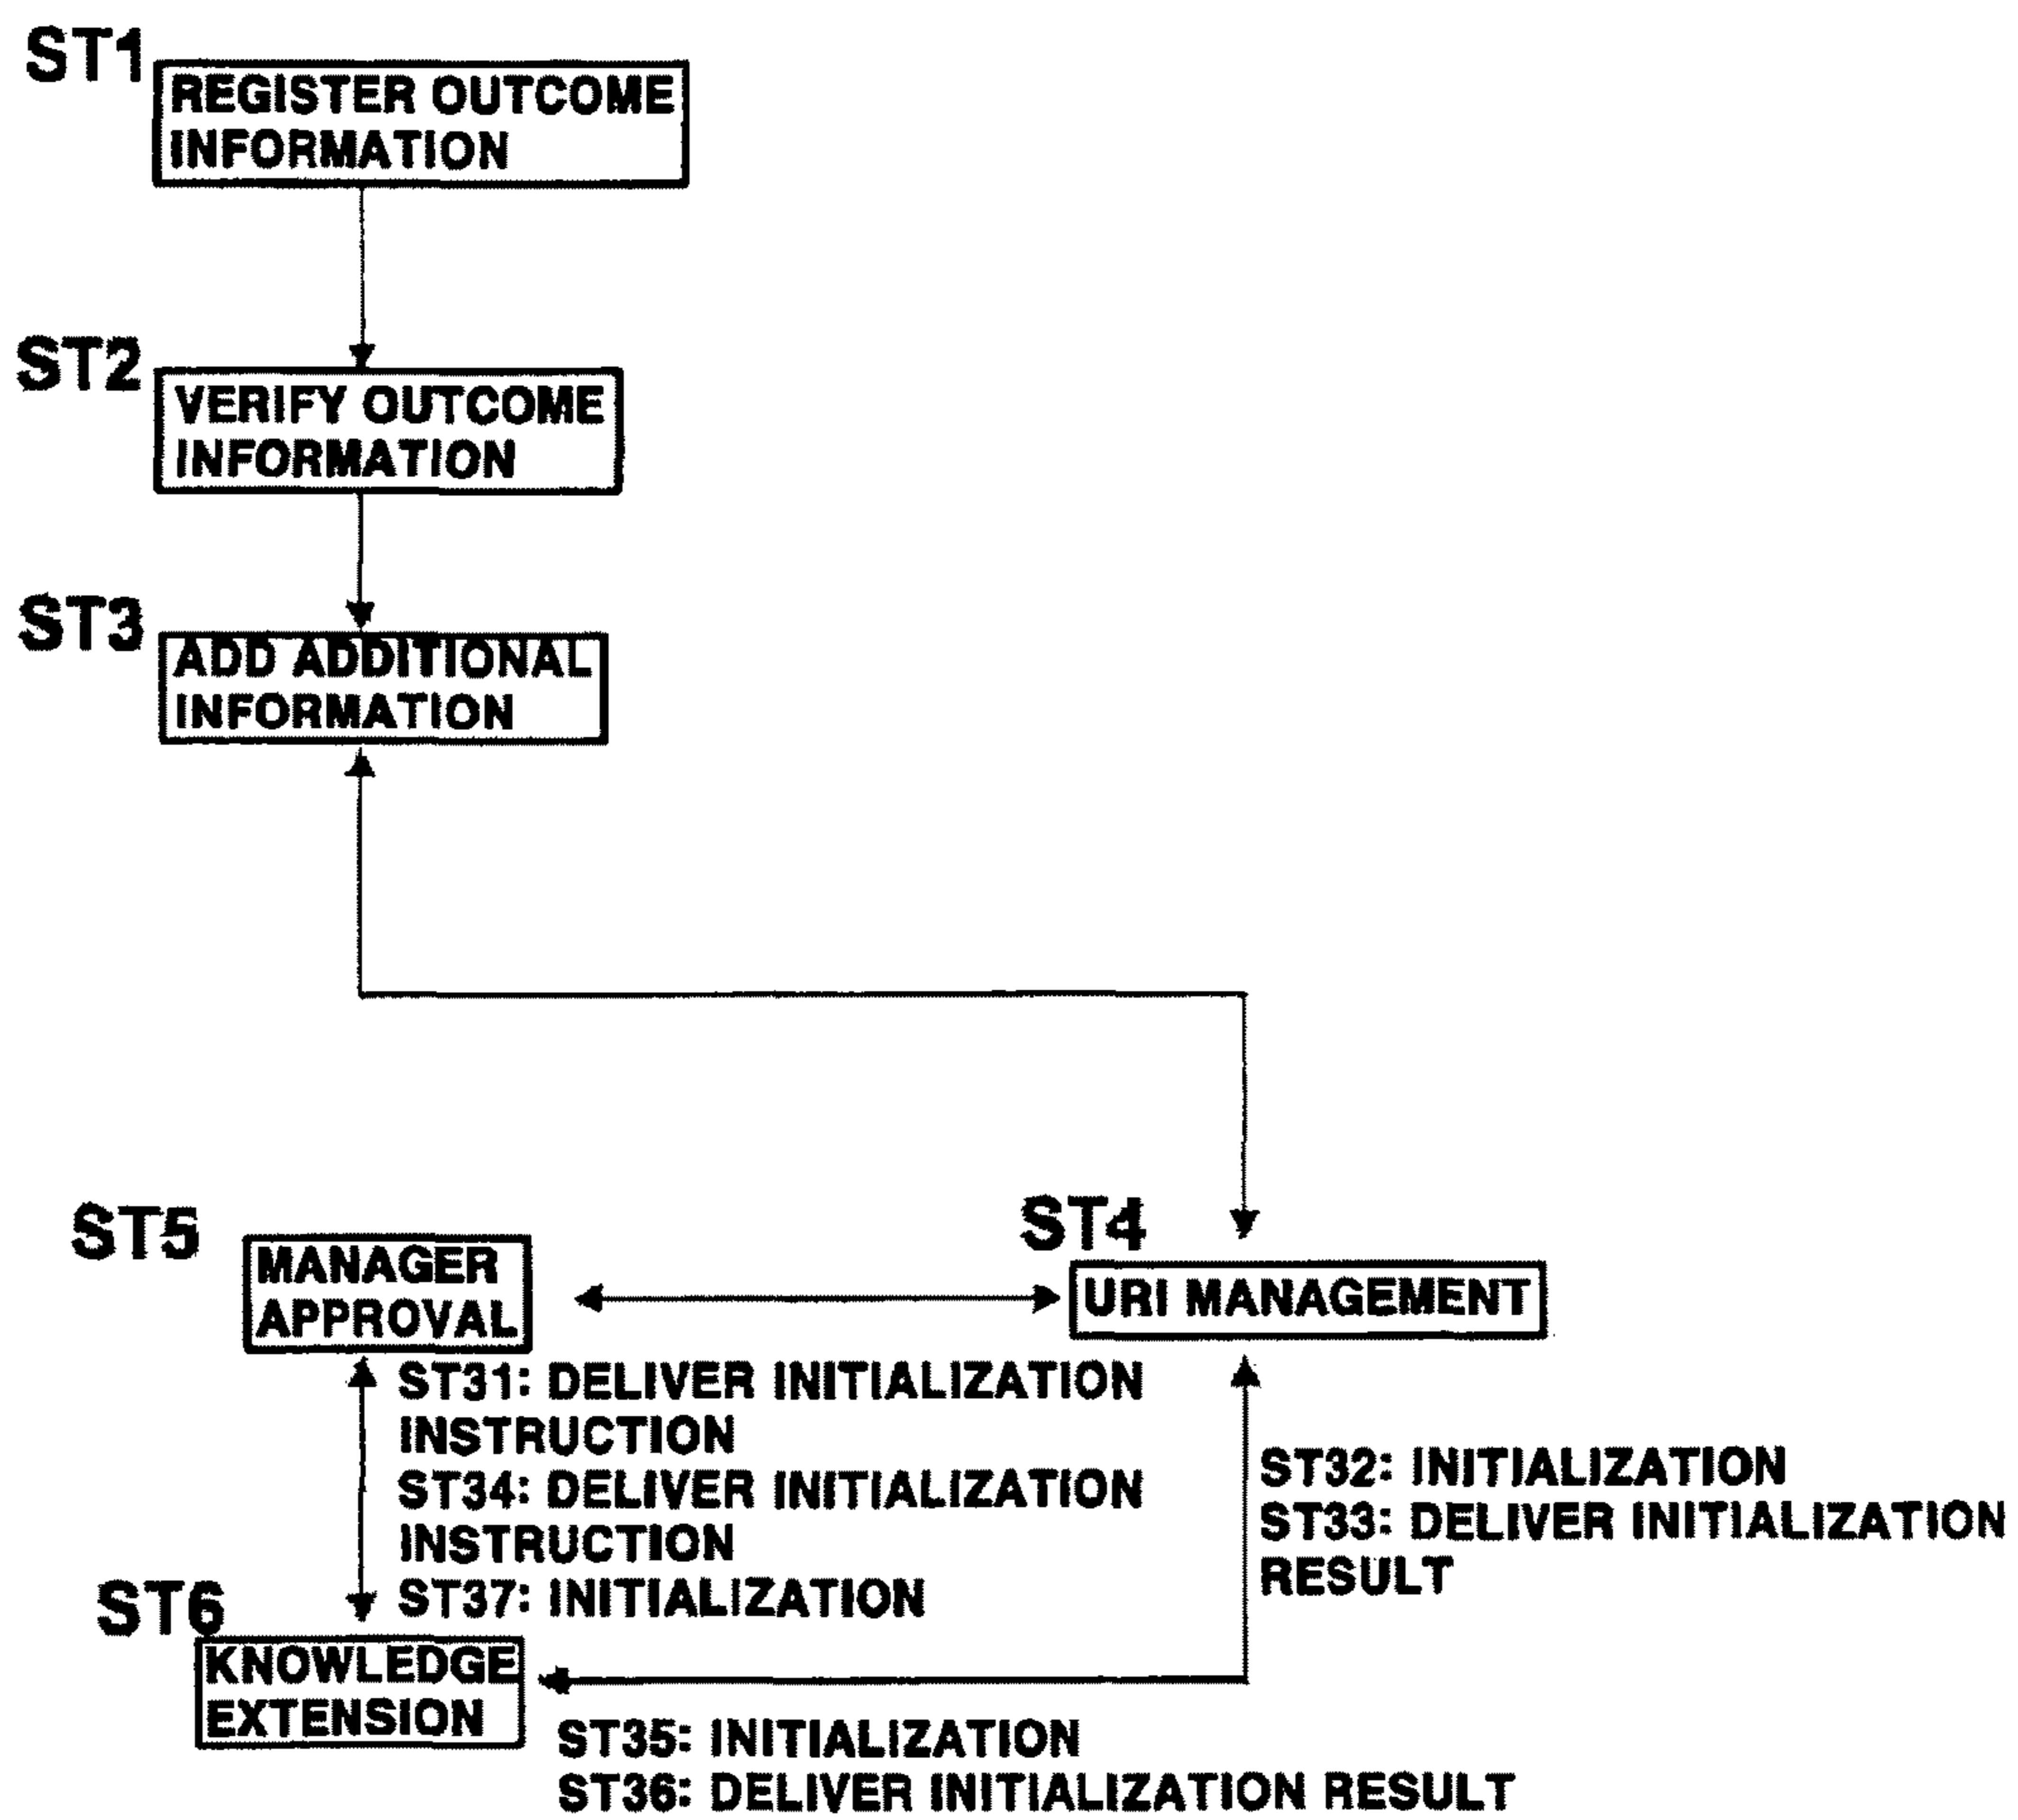 ST1
REGISTER OUTCOME
INFORMATION
ST2
VERIFY OUTCOME
INFORMATION
ST3
ADD ADDITIONAL
INFORMATION
ST5
MANAGER
APPROVAL
ST4
URI MANAGEMENT
ST31: DELIVER INITIALIZATION
INSTRUCTION
ST34: DELIVER INITIALIZATION
INSTRUCTION
ST37: INITIALIZATION
ST32: INITIALIZATION
ST33: DELIVER INITIALIZATION
RESULT
ST6
KNOWLEDGE
EXTENSION
ST35: INITIALIZATION
ST36: DELIVER INITIALIZATION RESULT